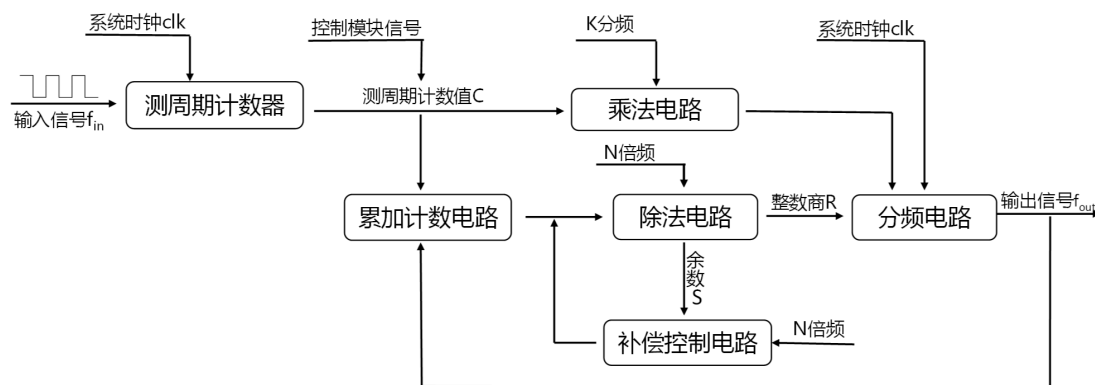 系统时钟clk
控制模块信号
K分频
系统时钟clk
输入信号fin
测周期计数器
测周期计数值C
乘法电路
N倍频
累加计数电路
除法电路
整数商R
分频电路
输出信号fout
余数S
补偿控制电路
N倍频